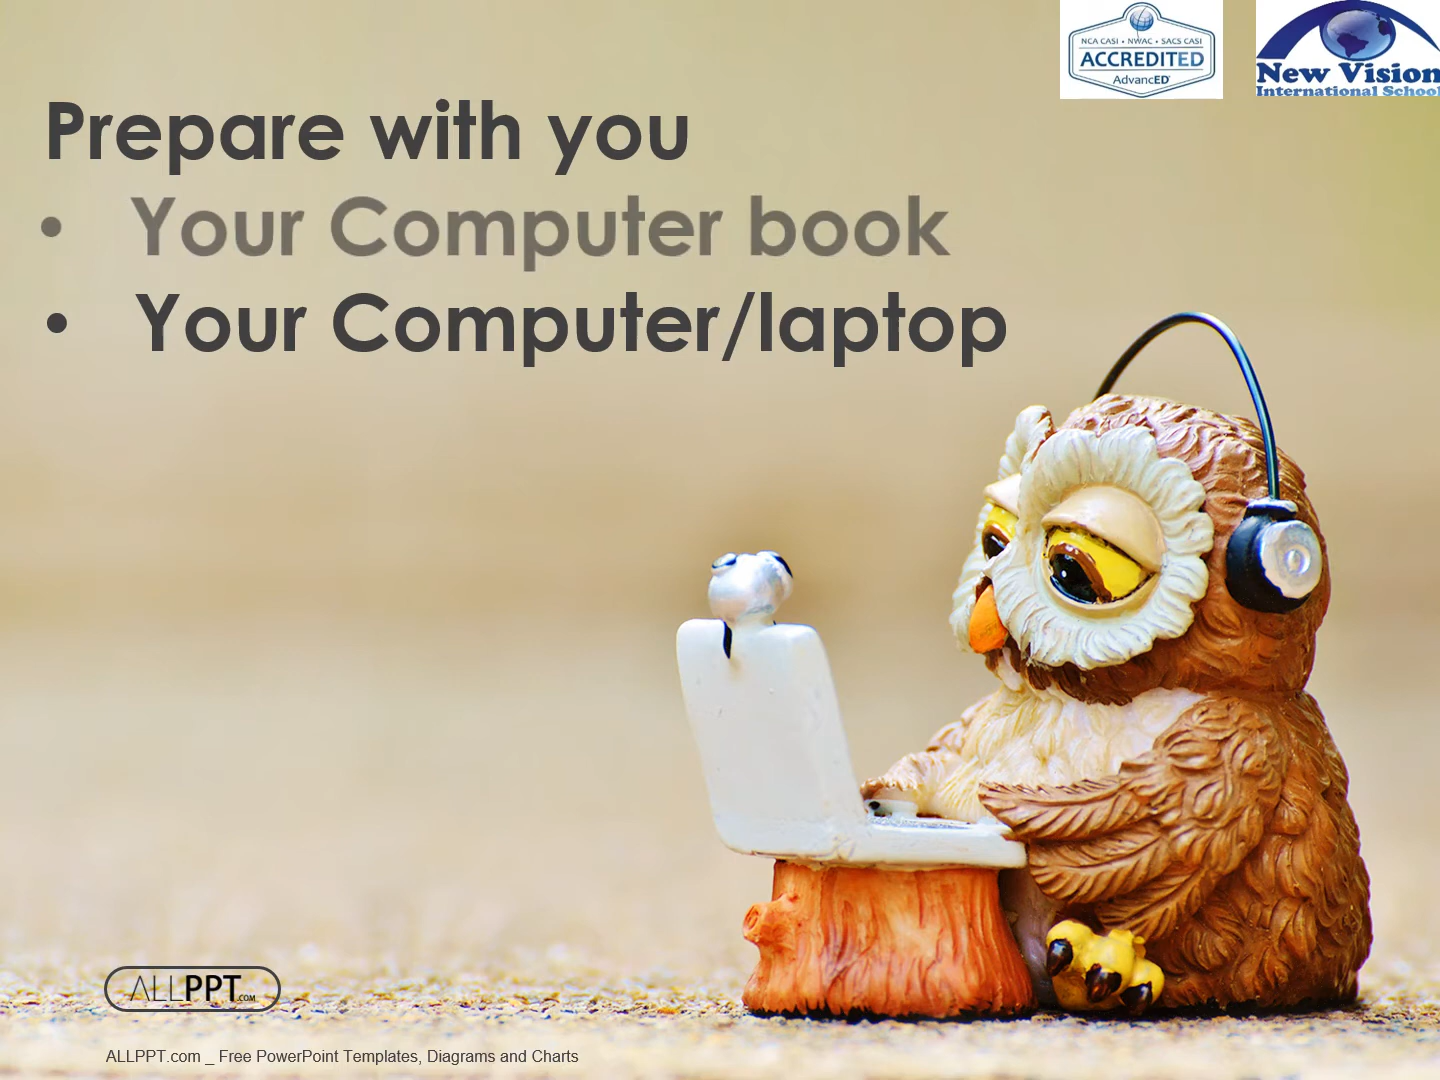 NCA CASI • NWAC • SACS CASI
ACCREDITED
AdvancED
New Vision
International School
Prepare with you
• Your Computer book
• Your Computer/laptop
ALLPPT.COM
ALLPPT.com _ Free PowerPoint Templates, Diagrams and Charts